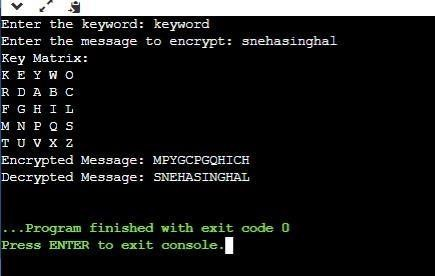 Enter the keyword: keyword
Enter the message to encrypt: snehasinghal
Key Matrix:
K E Y W O
R D A B C
F G H I L
M N P Q S
T U V X Z
Encrypted Message: MPYGCPGQHICH
Decrypted Message: SNEHASINGHAL
...Program finished with exit code 0
Press ENTER to exit console.